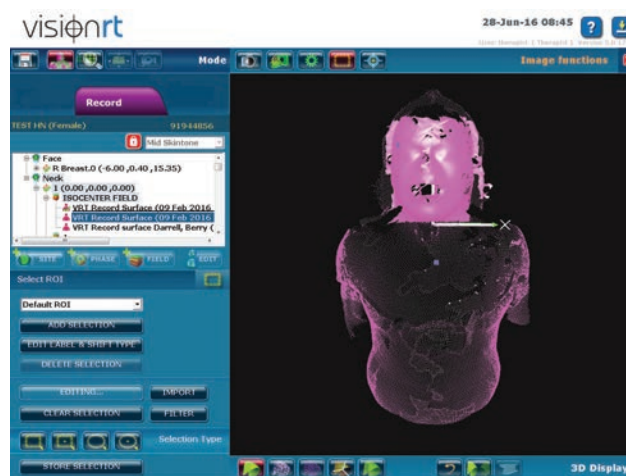 visionrt
28-Jun-16 08:45
Mode
Image functions
Record
TEST HN (Female) 91944856
Mid Skintone
Face
R Breast.0 (-6.00 ,0.40 ,15.35)
Neck
1 (0.00 ,0.00 ,0.00)
ISOCENTER FIELD
VRT Record Surface (09 Feb 2016
VRT Record Surface (09 Feb 2016
VRT Record surface Darrell, Berry (
SITE PHASE FIELD EDIT
Select ROI
Default ROI
ADD SELECTION
EDIT LABEL & SHIFT TYPE
DELETE SELECTION
EDITING... IMPORT
CLEAR SELECTION FILTER
Selection Type
STORE SELECTION
3D Display